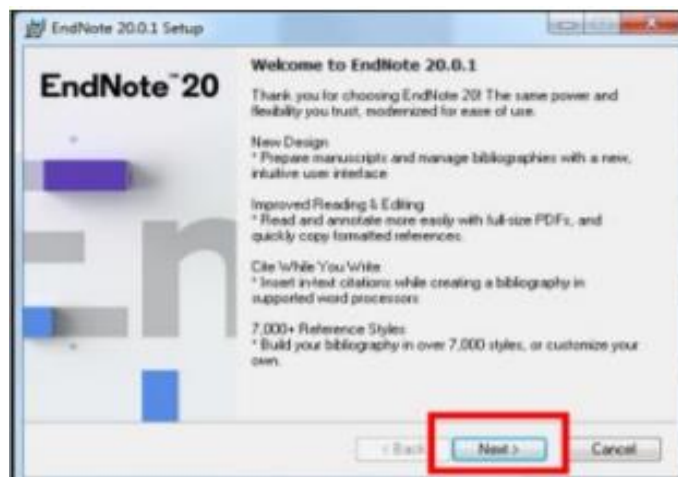 EndNote 20.0.1 Setup
EndNote™20
Welcome to EndNote 20.0.1
Thank you for choosing EndNote 20! The same power and
flexibility you trust, modernized for ease of use.
New Design
* Prepare manuscripts and manage bibliographies with a new,
intuitive user interface
Improved Reading & Editing
* Read and annotate more easily with full-size PDFs, and
quickly copy formatted references.
Cite While You Write
* Insert in-text citations while creating a bibliography in
supported word processors
7,000+ Reference Styles
* Build your bibliography in over 7,000 styles, or customize your
own.
En
< Back
Next >
Cancel